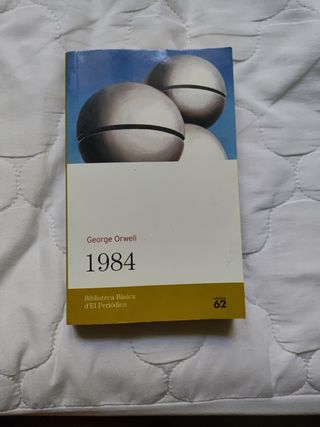 George Orwell
1984
Biblioteca Bàsica
d'El Periódico
62